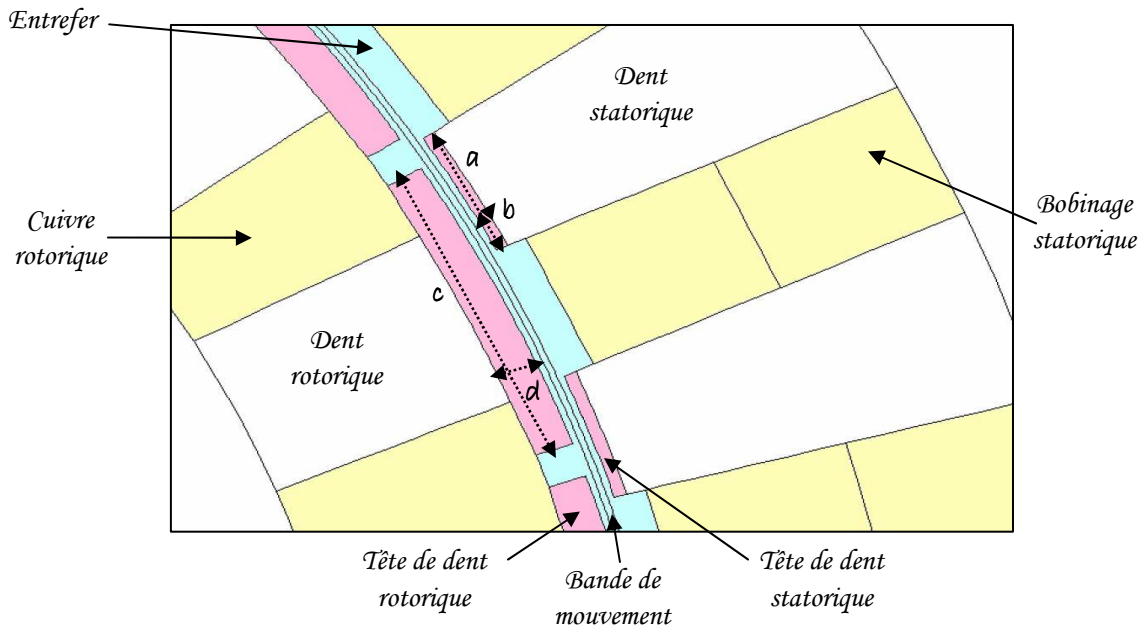 Entrefer
Dent
statorique
a
b
Cuivre
rotorique
Bobinage
statorique
c
Dent
rotorique
d
Tête de dent
rotorique
Bande de
mouvement
Tête de dent
statorique